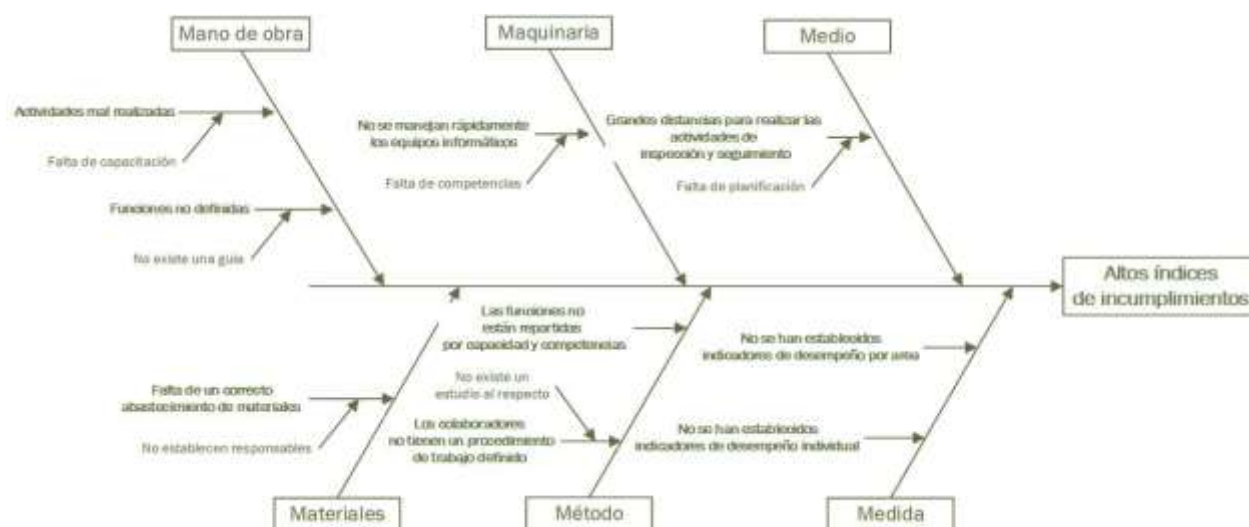 Mano de obra
Maquinaria
Medio
Actividades mal realizadas
Falta de capacitación
Funciones no definidas
No existe una guia
No se manejan rápidamente
los equipos informáticos
Falta de competencias
Grandes distancias para realizar las
actividades de
inspección y seguimiento
Falta de planificación
Altos índices
de incumplimientos
Falta de un correcto
abastecimiento de materiales
No establecen responsables
Las funciones no
están repartidas
por capacidad y competencias
No existe un
estudio al respecto
Los colaboradores
no tienen un procedimiento
de trabajo definido
No se han establecidos
indicadores de desempeño por area
No se han establecidos
indicadores de desempeño individual
Materiales
Método
Medida